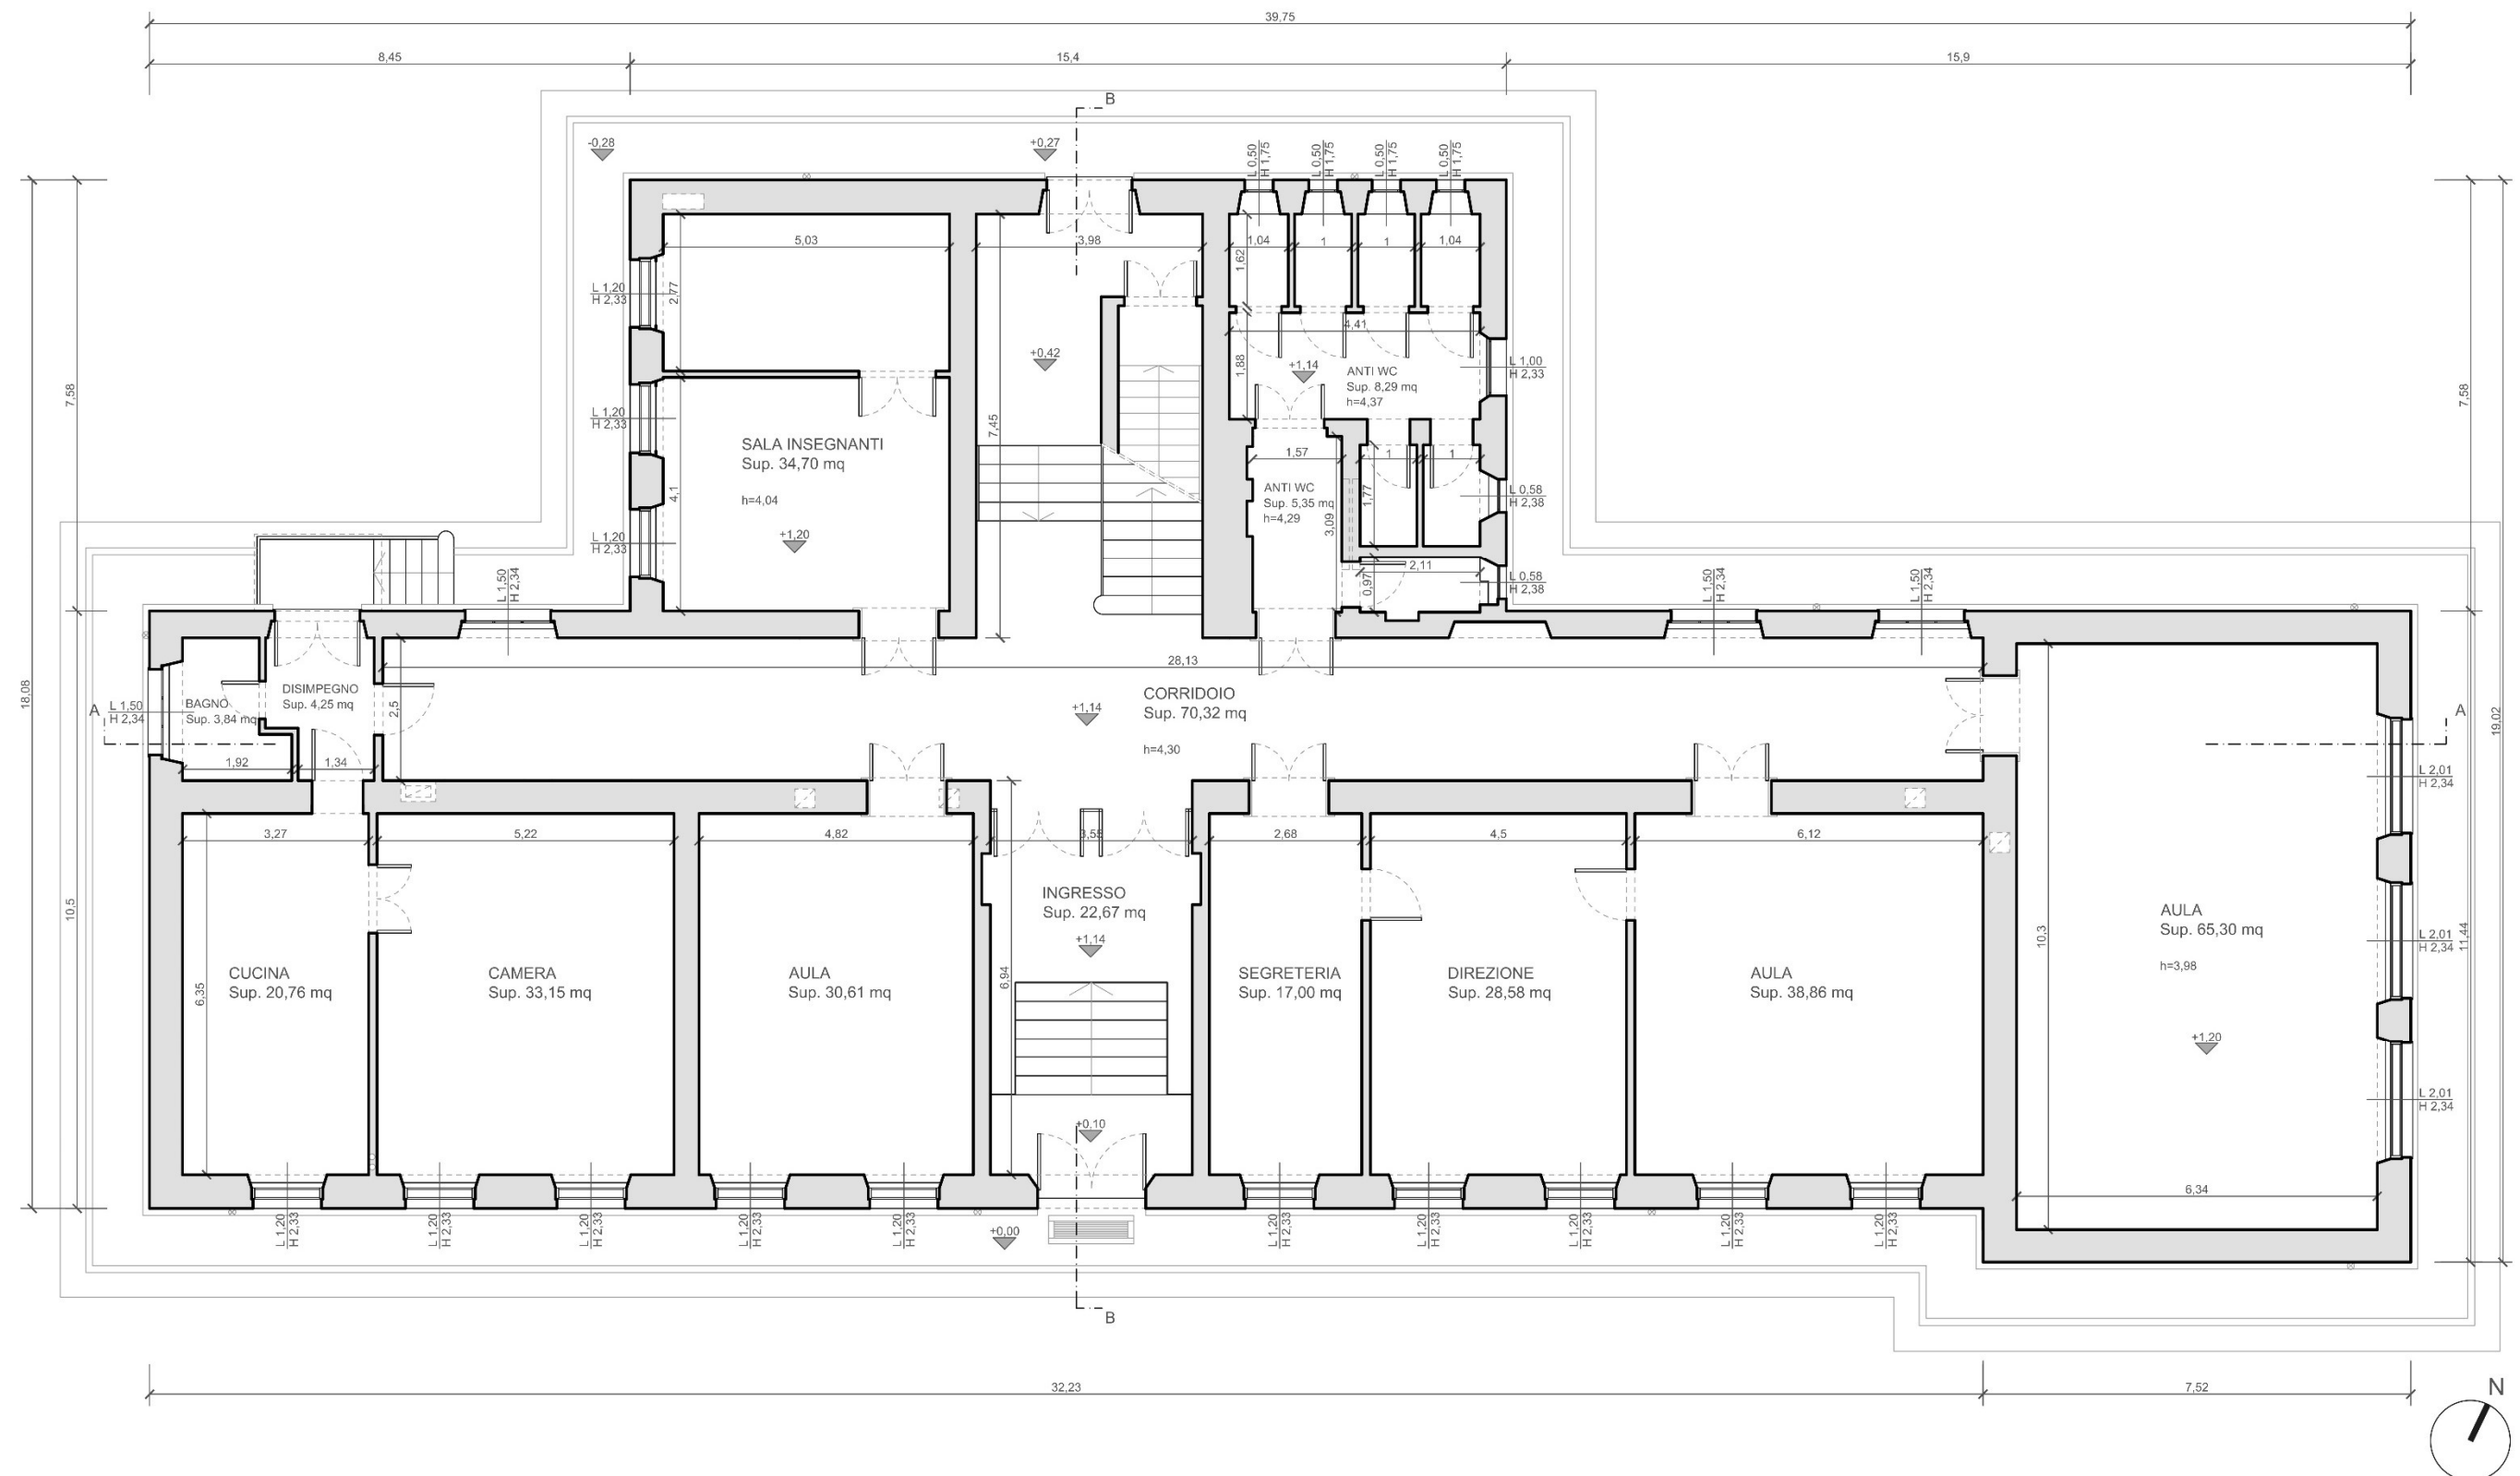 39,75
8,45
15,4
15,9
B
-0,28
+0,27
L 0,50
H 1,75
L 0,50
H 1,75
L 0,50
H 1,75
L 0,50
H 1,75
5,03
3,98
1,04
1
1
1,04
1,62
2,77
L 1,20
H 2,33
4,41
+0,42
1,88
+1,14
ANTI WC
Sup. 8,29 mq
h=4,37
L 1,00
H 2,33
7,58
7,58
L 1,20
H 2,33
7,45
SALA INSEGNANTI
Sup. 34,70 mq
h=4,04
4,1
+1,20
1,57
1
1
ANTI WC
Sup. 5,35 mq
h=4,29
1,77
3,09
L 0,58
H 2,38
L 1,20
H 2,33
2,11
0,97
L 0,58
H 2,38
L 1,50
H 2,34
L 1,50
H 2,34
L 1,50
H 2,34
28,13
18,08
DISIMPEGNO
Sup. 4,25 mq
BAGNO
Sup. 3,84 mq
A
L 1,50
H 2,34
2,5
CORRIDOIO
Sup. 70,32 mq
h=4,30
+1,14
A
19,02
1,92
1,34
L 2,01
H 2,34
3,27
5,22
4,82
3,55
2,68
4,5
6,12
10,5
INGRESSO
Sup. 22,67 mq
+1,14
AULA
Sup. 65,30 mq
h=3,98
10,3
L 2,01
H 2,34
11,44
6,35
CUCINA
Sup. 20,76 mq
CAMERA
Sup. 33,15 mq
AULA
Sup. 30,61 mq
6,94
SEGRETERIA
Sup. 17,00 mq
DIREZIONE
Sup. 28,58 mq
AULA
Sup. 38,86 mq
+1,20
L 2,01
H 2,34
+0,10
6,34
L 1,20
H 2,33
L 1,20
H 2,33
L 1,20
H 2,33
L 1,20
H 2,33
L 1,20
H 2,33
+0,00
L 1,20
H 2,33
L 1,20
H 2,33
L 1,20
H 2,33
L 1,20
H 2,33
L 1,20
H 2,33
B
32,23
7,52
N